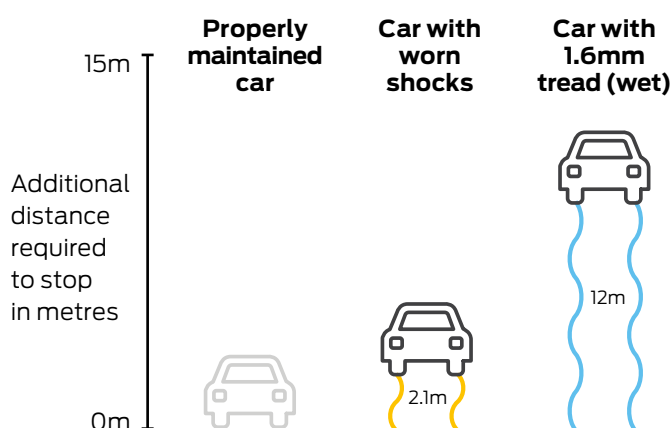 Properly
maintained
car
Car with
worn
shocks
Car with
1.6mm
tread (wet)
15m
Additional
distance
required
to stop
in metres
12m
2.1m
0m